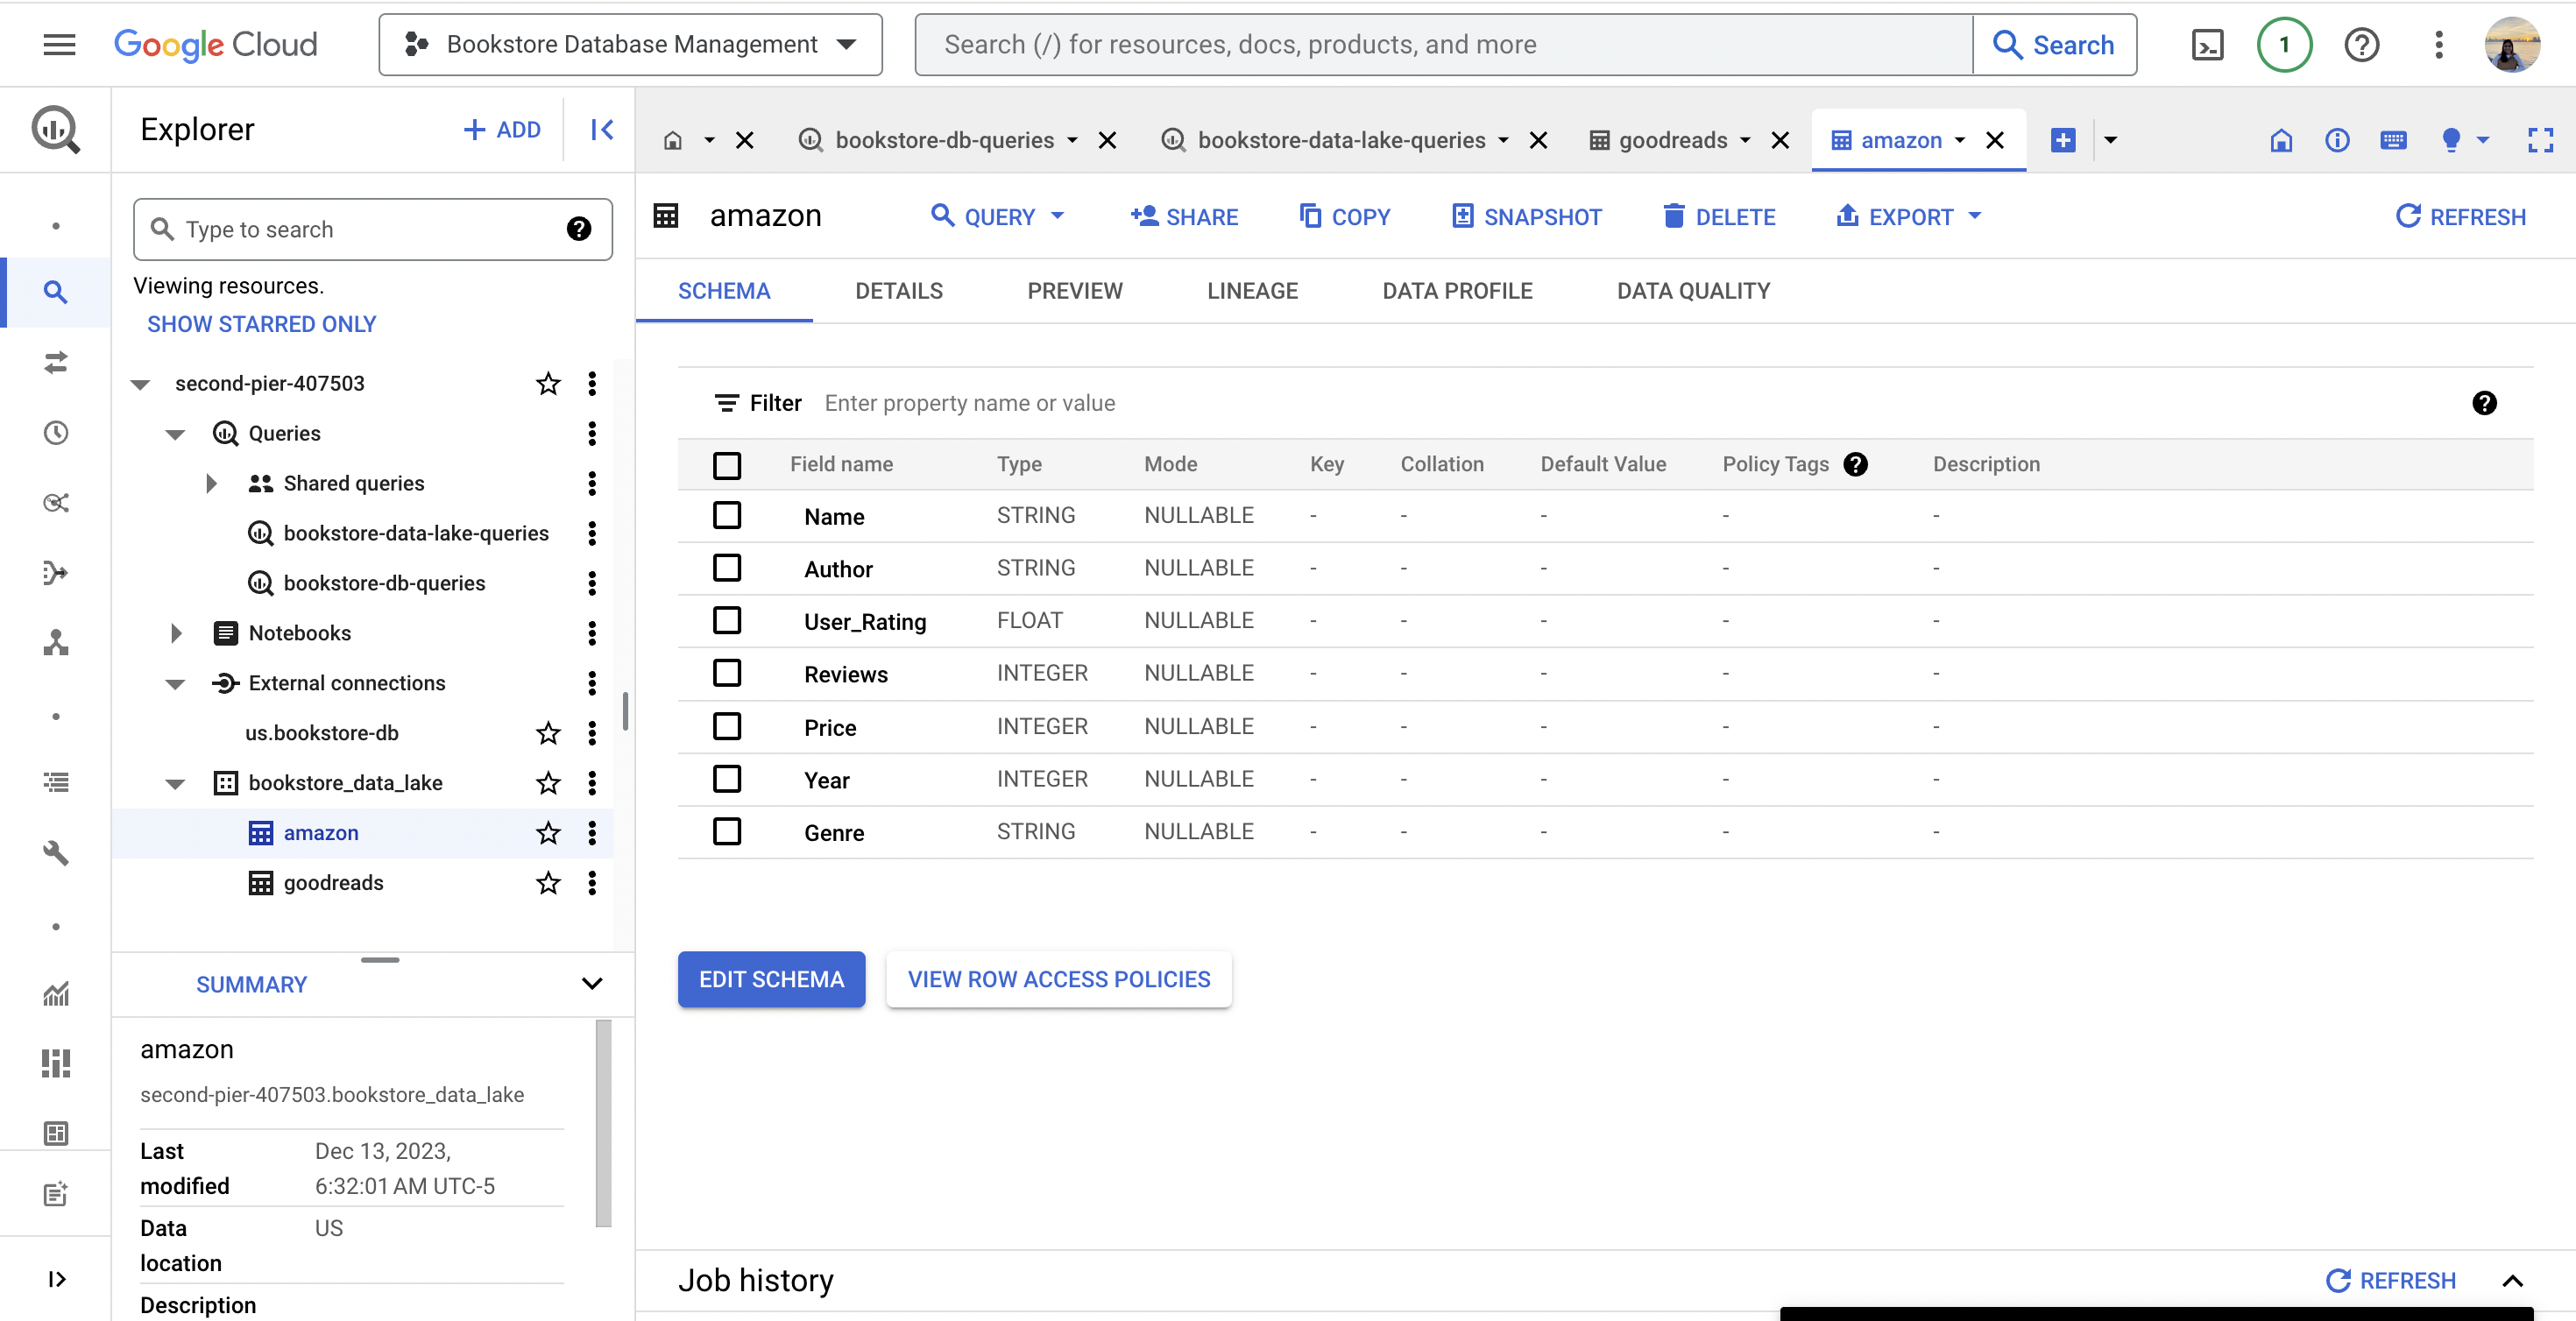 Google Cloud
Bookstore Database Management
Search (/) for resources, docs, products, and more
Search
1
Explorer
+ ADD
bookstore-db-queries
bookstore-data-lake-queries
goodreads
amazon
Type to search
Viewing resources.
SHOW STARRED ONLY
second-pier-407503
Queries
Shared queries
bookstore-data-lake-queries
bookstore-db-queries
Notebooks
External connections
us.bookstore-db
bookstore_data_lake
amazon
goodreads
SUMMARY
amazon
second-pier-407503.bookstore_data_lake
Last modified Dec 13, 2023, 6:32:01 AM UTC-5
Data location US
Description
amazon
QUERY SHARE COPY SNAPSHOT DELETE EXPORT REFRESH
SCHEMA DETAILS PREVIEW LINEAGE DATA PROFILE DATA QUALITY
Filter Enter property name or value
Field name Type Mode Key Collation Default Value Policy Tags Description
Name STRING NULLABLE - - - - -
Author STRING NULLABLE - - - - -
User_Rating FLOAT NULLABLE - - - - -
Reviews INTEGER NULLABLE - - - - -
Price INTEGER NULLABLE - - - - -
Year INTEGER NULLABLE - - - - -
Genre STRING NULLABLE - - - - -
EDIT SCHEMA VIEW ROW ACCESS POLICIES
Job history REFRESH